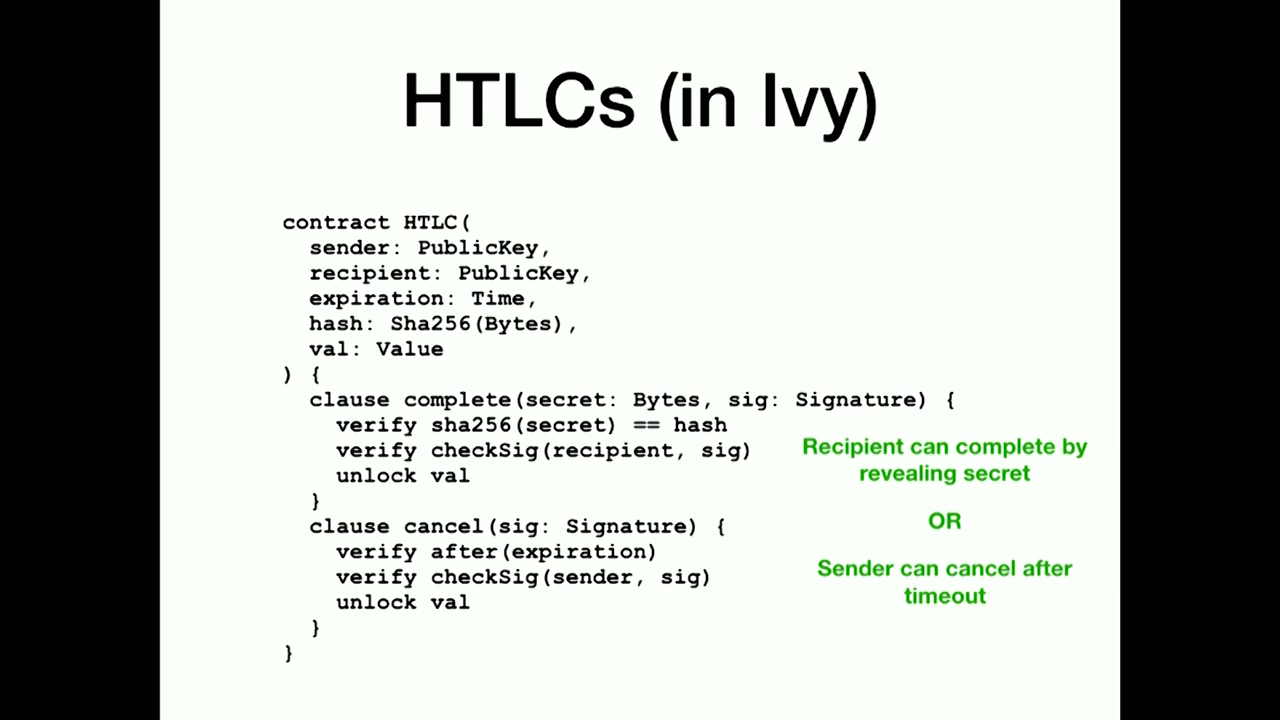 HTLCs (in Ivy)
contract HTLC(
  sender: PublicKey,
  recipient: PublicKey,
  expiration: Time,
  hash: Sha256(Bytes),
  val: Value
) {
  clause complete(secret: Bytes, sig: Signature) {
    verify sha256(secret) == hash
    verify checkSig(recipient, sig)
    unlock val
  }
  clause cancel(sig: Signature) {
    verify after(expiration)
    verify checkSig(sender, sig)
    unlock val
  }
}
Recipient can complete by
revealing secret
OR
Sender can cancel after
timeout